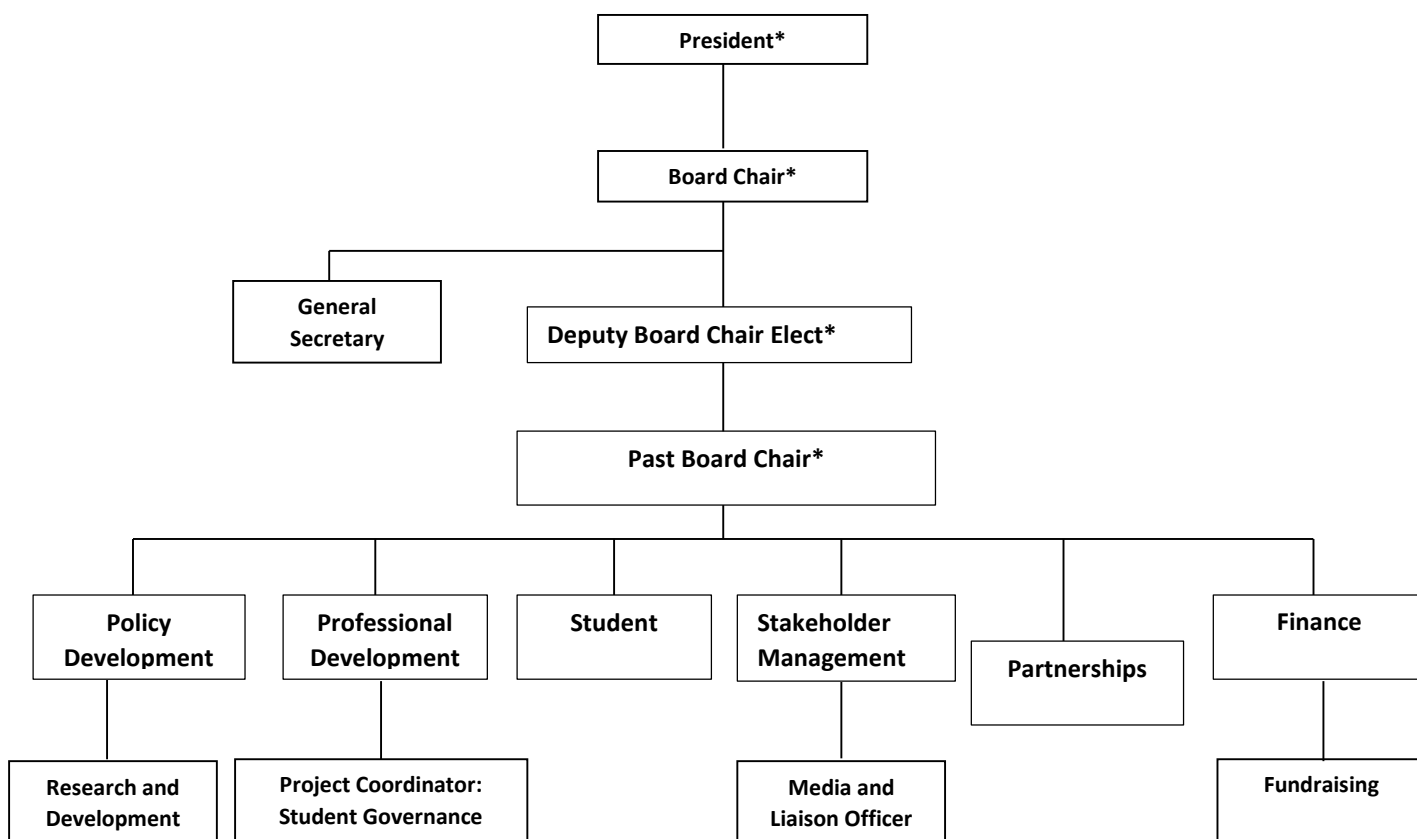 President*
Board Chair*
General
Secretary
Deputy Board Chair Elect*
Past Board Chair*
Policy
Development
Professional
Development
Student
Stakeholder
Management
Partnerships
Finance
Research and
Development
Project Coordinator:
Student Governance
Media and
Liaison Officer
Fundraising